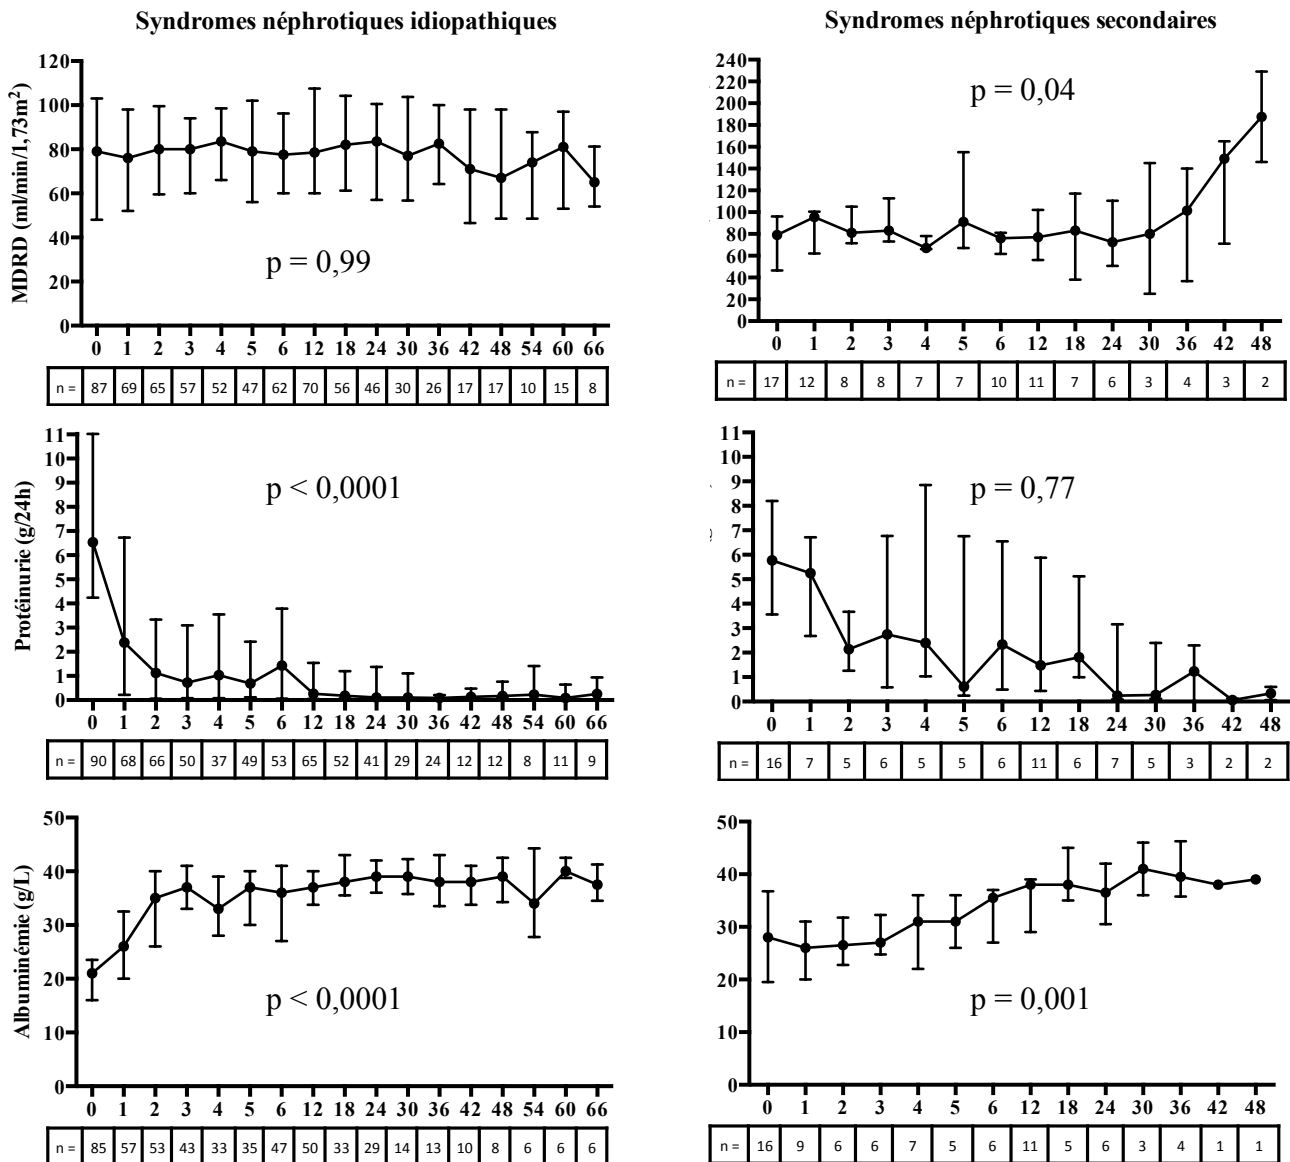 Syndromes néphrotiques idiopathiques
MDRD (ml/min/1,73m²)
120
100
80
60
40
20
0
p = 0,99
0 1 2 3 4 5 6 12 18 24 30 36 42 48 54 60 66
n = 87 69 65 57 52 47 62 70 56 46 30 26 17 17 10 15 8
Syndromes néphrotiques secondaires
240
220
200
180
160
140
120
100
80
60
40
20
0
p = 0,04
0 1 2 3 4 5 6 12 18 24 30 36 42 48
n = 17 12 8 8 7 7 10 11 7 6 3 4 3 2
Protéinurie (g/24h)
11
10
9
8
7
6
5
4
3
2
1
0
p < 0,0001
0 1 2 3 4 5 6 12 18 24 30 36 42 48 54 60 66
n = 90 68 66 50 37 49 53 65 52 41 29 24 12 12 8 11 9
11
10
9
8
7
6
5
4
3
2
1
0
p = 0,77
0 1 2 3 4 5 6 12 18 24 30 36 42 48
n = 16 7 5 6 5 5 6 11 6 7 5 3 2 2
Albuminémie (g/L)
50
40
30
20
10
0
p < 0,0001
0 1 2 3 4 5 6 12 18 24 30 36 42 48 54 60 66
n = 85 57 53 43 33 35 47 50 33 29 14 13 10 8 6 6 6
50
40
30
20
10
0
p = 0,001
0 1 2 3 4 5 6 12 18 24 30 36 42 48
n = 16 9 6 6 7 5 6 11 5 6 3 4 1 1